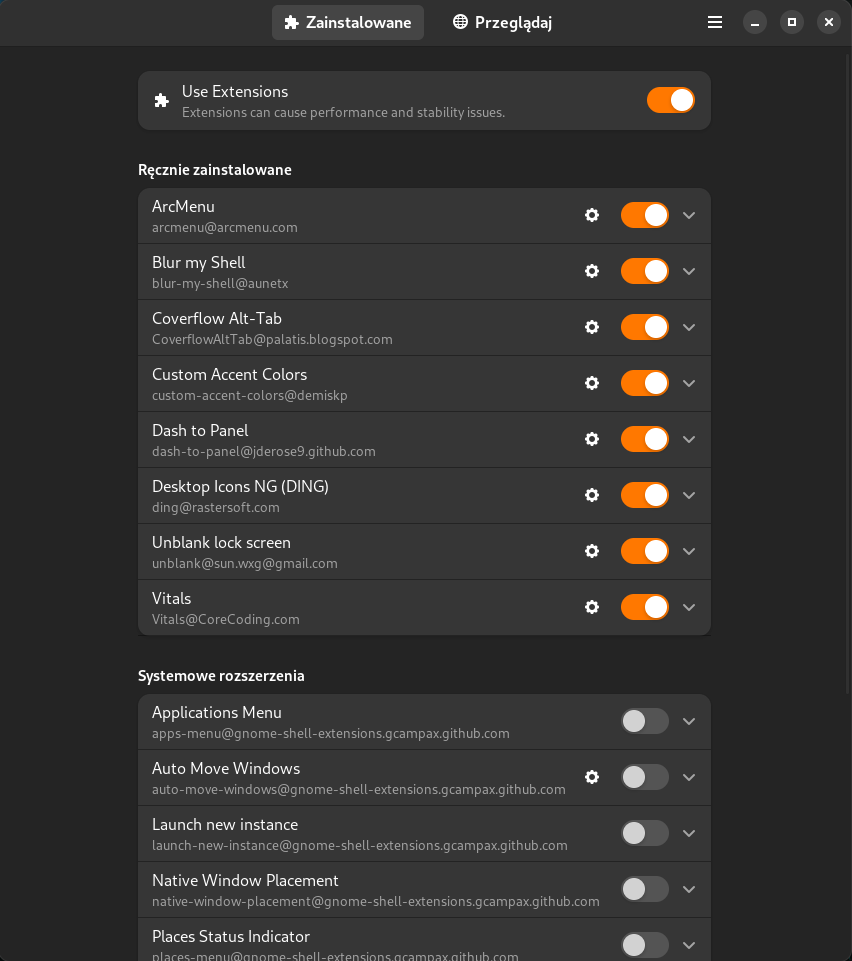 Zainstalowane
Przeglądaj
Use Extensions
Extensions can cause performance and stability issues.
Ręcznie zainstalowane
ArcMenu
arcmenu@arcmenu.com
Blur my Shell
blur-my-shell@aunetx
Coverflow Alt-Tab
CoverflowAltTab@palatis.blogspot.com
Custom Accent Colors
custom-accent-colors@demiskp
Dash to Panel
dash-to-panel@jderose9.github.com
Desktop Icons NG (DING)
ding@rastersoft.com
Unblank lock screen
unblank@sun.wxg@gmail.com
Vitals
Vitals@CoreCoding.com
Systemowe rozszerzenia
Applications Menu
apps-menu@gnome-shell-extensions.gcampax.github.com
Auto Move Windows
auto-move-windows@gnome-shell-extensions.gcampax.github.com
Launch new instance
launch-new-instance@gnome-shell-extensions.gcampax.github.com
Native Window Placement
native-window-placement@gnome-shell-extensions.gcampax.github.com
Places Status Indicator
places-menu@gnome-shell-extensions.gcampax.github.com